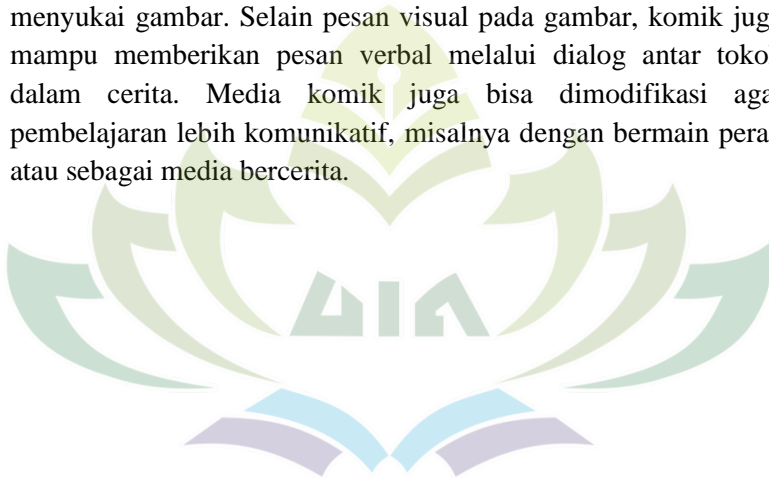 menyukai gambar. Selain pesan visual pada gambar, komik jug
mampu memberikan pesan verbal melalui dialog antar toko
dalam cerita. Media komik juga bisa dimodifikasi aga
pembelajaran lebih komunikatif, misalnya dengan bermain pera
atau sebagai media bercerita.
UIN